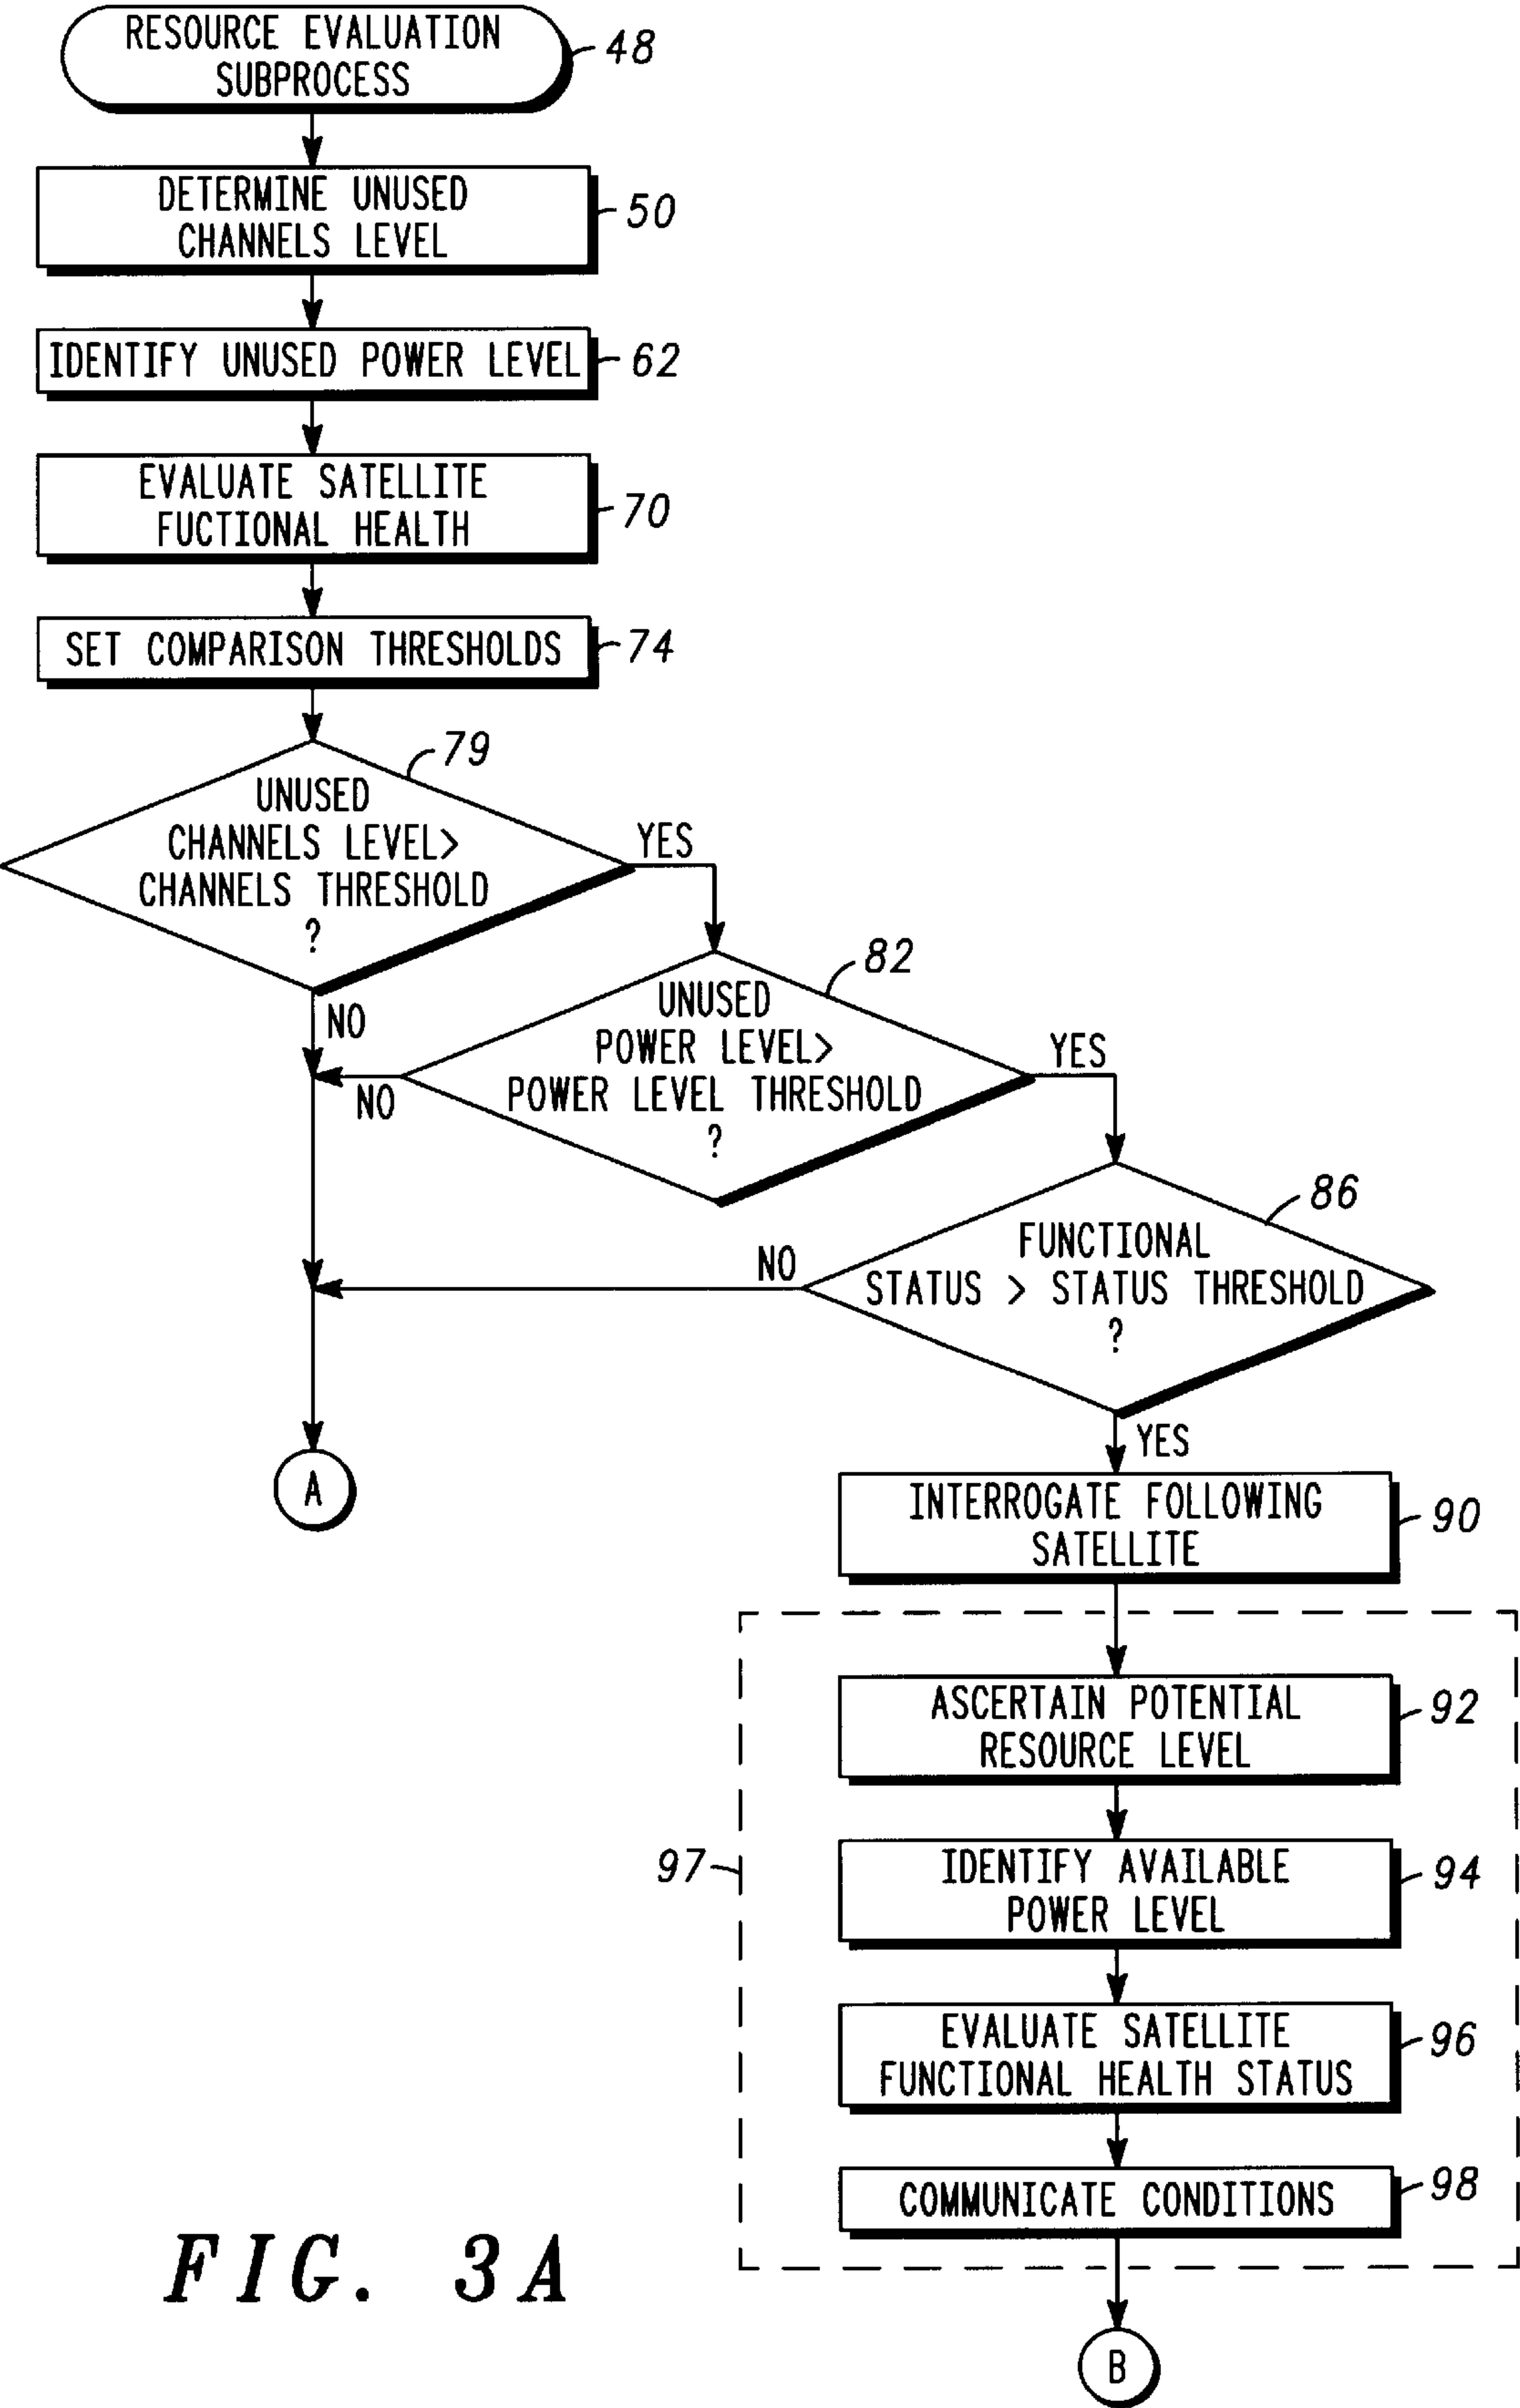 RESOURCE EVALUATION
SUBPROCESS
48
DETERMINE UNUSED
CHANNELS LEVEL
50
IDENTIFY UNUSED POWER LEVEL
62
EVALUATE SATELLITE
FUCTIONAL HEALTH
70
SET COMPARISON THRESHOLDS
74
79
UNUSED
CHANNELS LEVEL>
CHANNELS THRESHOLD
?
YES
NO
82
UNUSED
POWER LEVEL>
POWER LEVEL THRESHOLD
?
YES
NO
86
FUNCTIONAL
STATUS > STATUS THRESHOLD
?
NO
YES
A
INTERROGATE FOLLOWING
SATELLITE
90
ASCERTAIN POTENTIAL
RESOURCE LEVEL
92
97
IDENTIFY AVAILABLE
POWER LEVEL
94
EVALUATE SATELLITE
FUNCTIONAL HEALTH STATUS
96
COMMUNICATE CONDITIONS
98
B
FIG. 3A